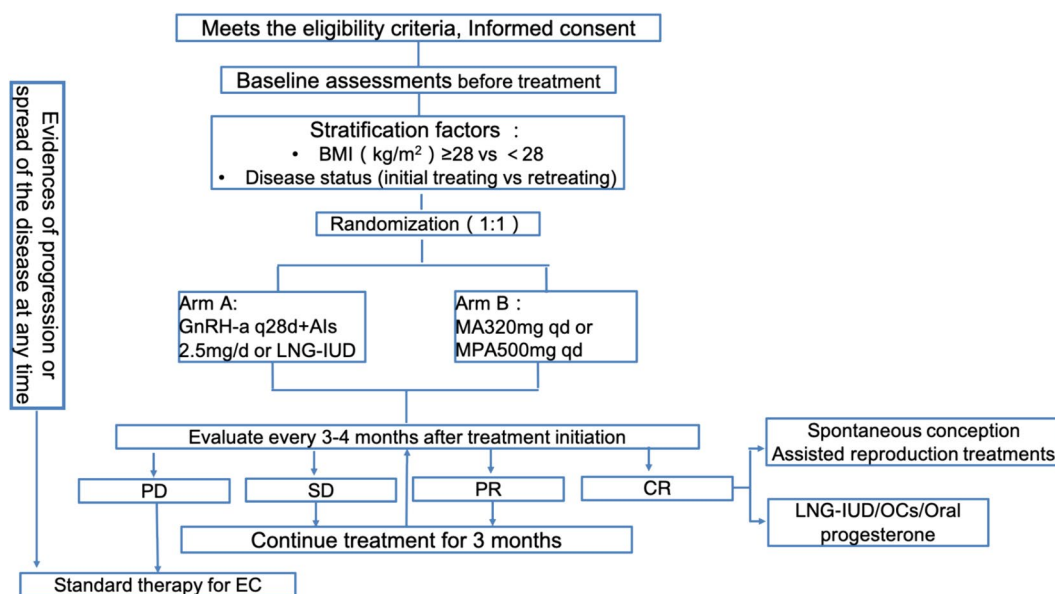 Meets the eligibility criteria, Informed consent
Baseline assessments before treatment
Evidences of progression or
spread of the disease at any time
Stratification factors :
• BMI ( kg/m² ) ≥28 vs < 28
• Disease status (initial treating vs retreating)
Randomization ( 1:1 )
Arm A:
GnRH-a q28d+AIs
2.5mg/d or LNG-IUD
Arm B :
MA320mg qd or
MPA500mg qd
Evaluate every 3-4 months after treatment initiation
PD
SD
PR
CR
Spontaneous conception
Assisted reproduction treatments
LNG-IUD/OCs/Oral
progesterone
Continue treatment for 3 months
Standard therapy for EC